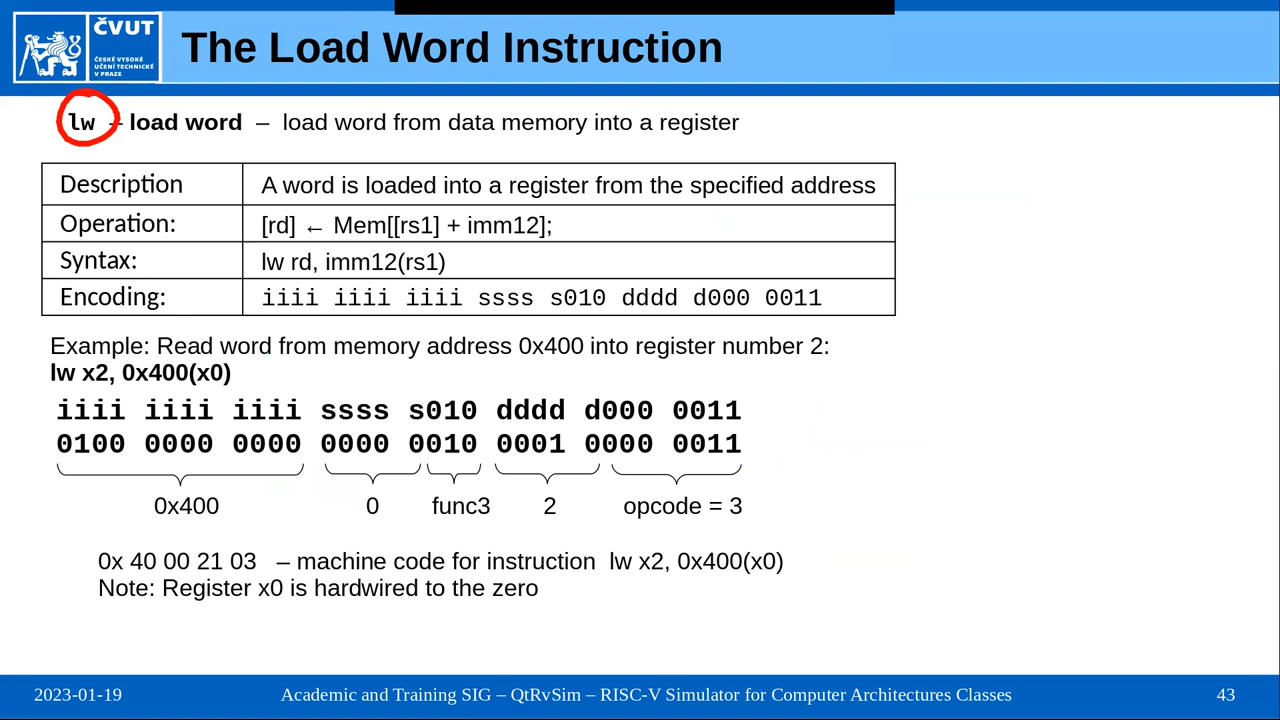 ČVUT
ČESKÉ VYSOKÉ
UČENÍ TECHNICKÉ
V PRAZE
The Load Word Instruction
lw – load word – load word from data memory into a register
Description A word is loaded into a register from the specified address
Operation: [rd] ← Mem[[rs1] + imm12];
Syntax: lw rd, imm12(rs1)
Encoding: iiii iiii iiii ssss s010 dddd d000 0011
Example: Read word from memory address 0x400 into register number 2:
lw x2, 0x400(x0)
iiii iiii iiii ssss s010 dddd d000 0011
0100 0000 0000 0000 0010 0001 0000 0011
0x400 0 func3 2 opcode = 3
0x 40 00 21 03 – machine code for instruction lw x2, 0x400(x0)
Note: Register x0 is hardwired to the zero
2023-01-19 Academic and Training SIG – QtRvSim – RISC-V Simulator for Computer Architectures Classes 43